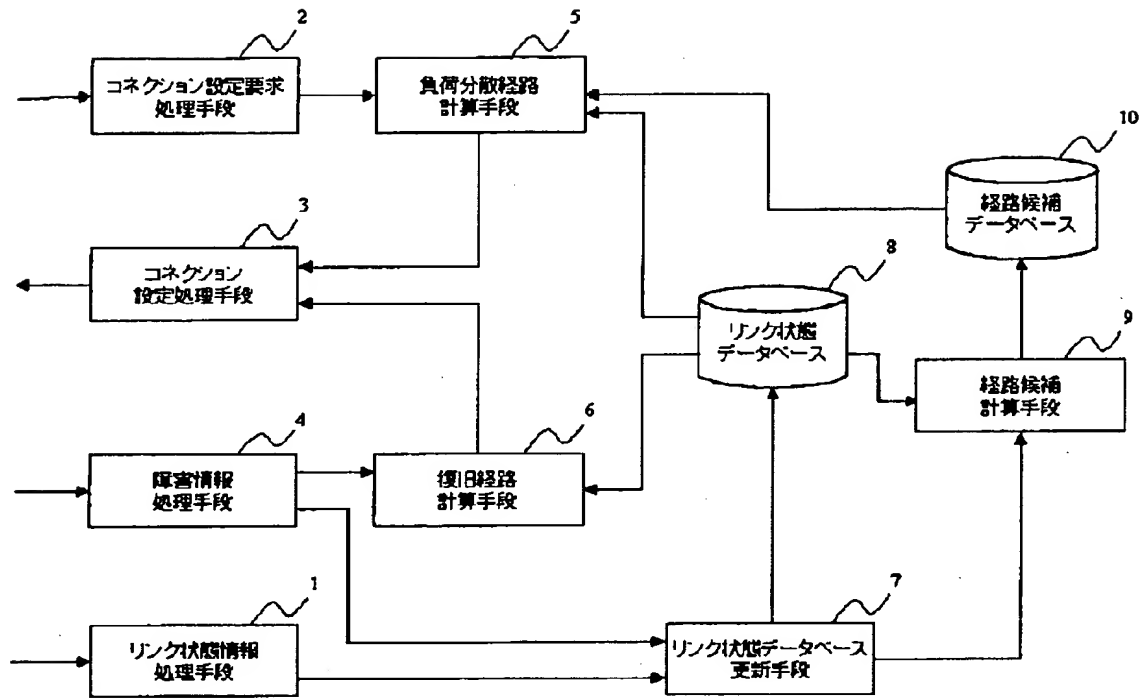 2
コネクション設定要求
処理手段
5
負荷分散経路
計算手段
10
経路候補
データベース
3
コネクション
設定処理手段
8
リンク状態
データベース
9
経路候補
計算手段
4
障害情報
処理手段
6
復旧経路
計算手段
1
リンク状態情報
処理手段
7
リンク状態データベース
更新手段